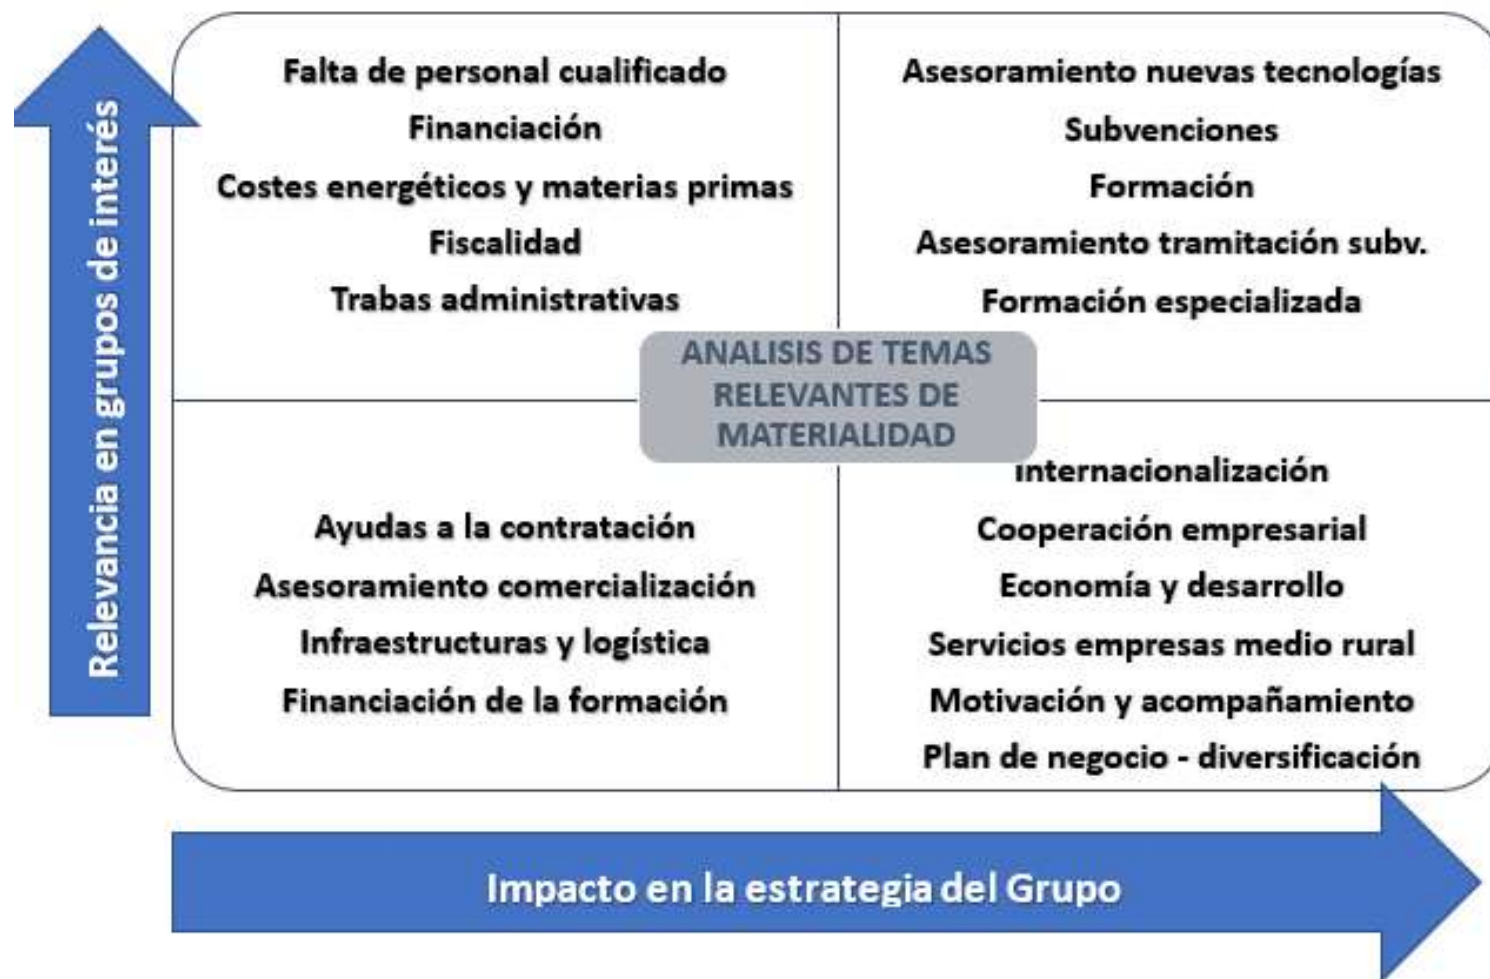 Relevancia en grupos de interés
Falta de personal cualificado
Financiación
Costes energéticos y materias primas
Fiscalidad
Trabas administrativas
Asesoramiento nuevas tecnologías
Subvenciones
Formación
Asesoramiento tramitación subv.
Formación especializada
ANALISIS DE TEMAS
RELEVANTES DE
MATERIALIDAD
Ayudas a la contratación
Asesoramiento comercialización
Infraestructuras y logística
Financiación de la formación
Internacionalización
Cooperación empresarial
Economía y desarrollo
Servicios empresas medio rural
Motivación y acompañamiento
Plan de negocio - diversificación
Impacto en la estrategia del Grupo